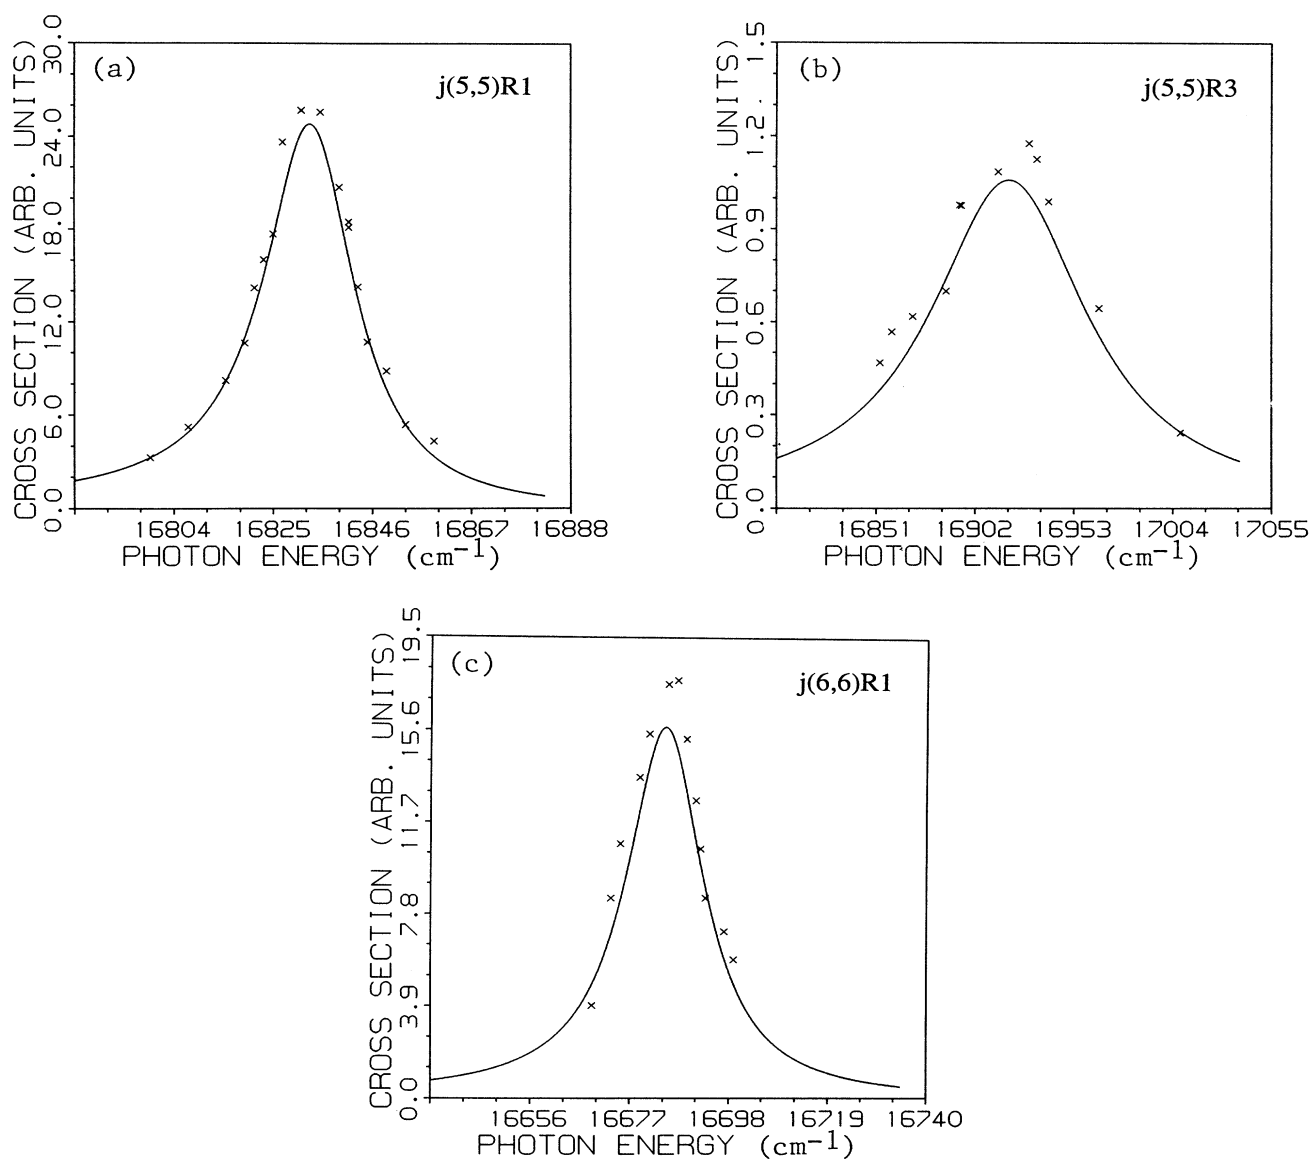 (a)
j(5,5)R1
CROSS SECTION (ARB. UNITS)
0.0 6.0 12.0 18.0 24.0 30.0
16804 16825 16846 16867 16888
PHOTON ENERGY (cm-1)
(b)
j(5,5)R3
CROSS SECTION (ARB. UNITS)
0.0 0.3 0.6 0.9 1.2 1.5
16851 16902 16953 17004 17055
PHOTON ENERGY (cm-1)
(c)
j(6,6)R1
CROSS SECTION (ARB. UNITS)
0.0 3.9 7.8 11.7 15.6 19.5
16656 16677 16698 16719 16740
PHOTON ENERGY (cm-1)